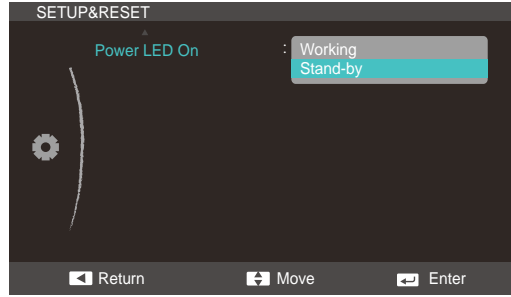 SETUP&RESET
Power LED On : Working
Stand-by
Return Move Enter